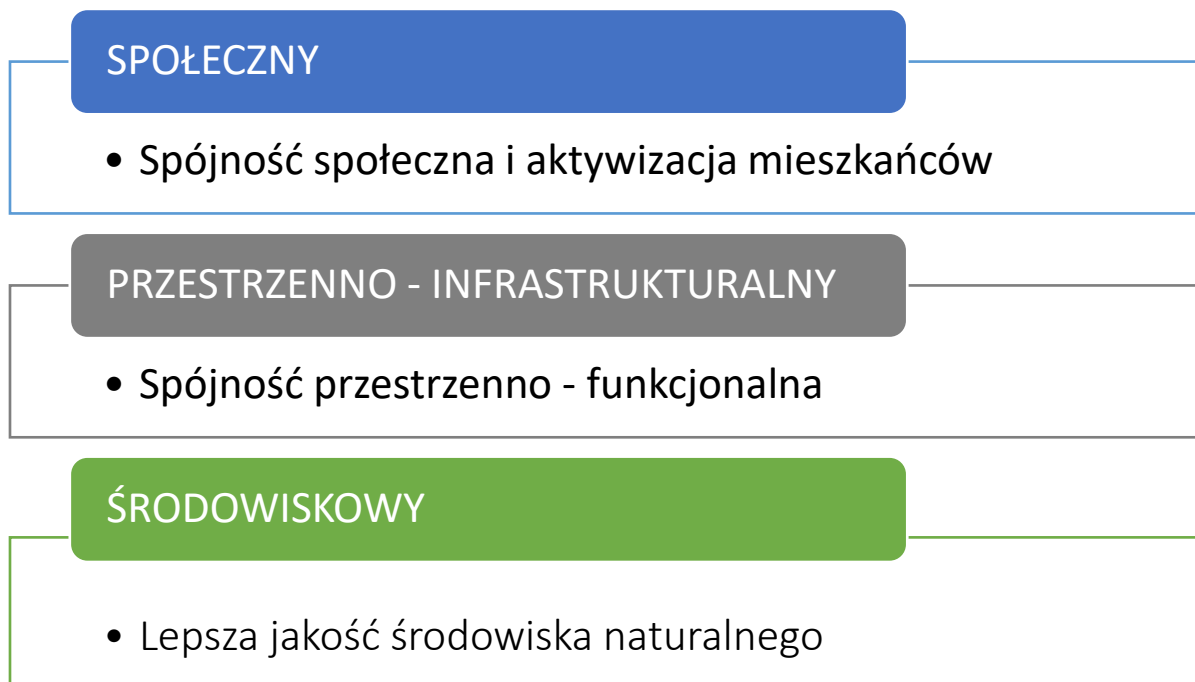 SPOŁECZNY
• Spójność społeczna i aktywizacja mieszkańców
PRZESTRZENNO - INFRASTRUKTURALNY
• Spójność przestrzenno - funkcjonalna
ŚRODOWISKOWY
• Lepsza jakość środowiska naturalnego